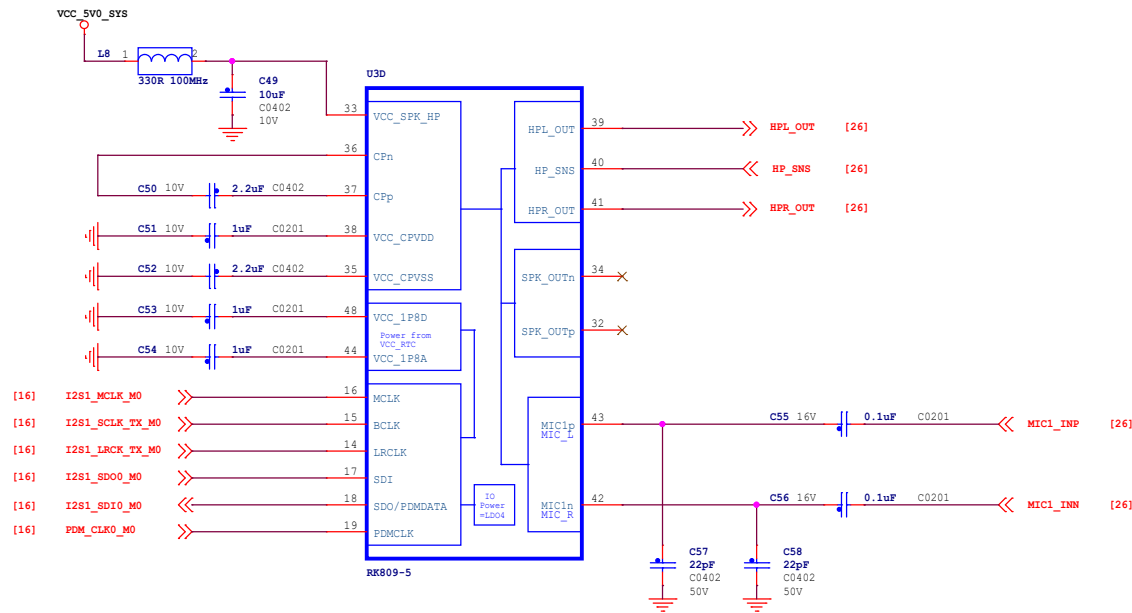 VCC_5V0_SYS
L8 1 2
330R 100MHz
C49
10uF
C0402
10V
U3D
33 VCC_SPK_HP
36 CPn
C50 10V 2.2uF C0402 37 CPp
C51 10V 1uF C0201 38 VCC_CPVDD
C52 10V 2.2uF C0402 35 VCC_CPVSS
C53 10V 1uF C0201 48 VCC_1P8D
Power from
VCC_RTC
C54 10V 1uF C0201 44 VCC_1P8A
[16] I2S1_MCLK_M0 16 MCLK
[16] I2S1_SCLK_TX_M0 15 BCLK
[16] I2S1_LRCK_TX_M0 14 LRCLK
[16] I2S1_SDO0_M0 17 SDI
[16] I2S1_SDI0_M0 18 SDO/PDMDATA
[16] PDM_CLK0_M0 19 PDMCLK
IO
Power
=LDO4
HPL_OUT 39 HPL_OUT [26]
HP_SNS 40 HP_SNS [26]
HPR_OUT 41 HPR_OUT [26]
SPK_OUTn 34
SPK_OUTp 32
MIC1p 43 C55 16V 0.1uF C0201 MIC1_INP [26]
MIC_L
MIC1n 42 C56 16V 0.1uF C0201 MIC1_INN [26]
MIC_R
C57
22pF
C0402
50V
C58
22pF
C0402
50V
RK809-5